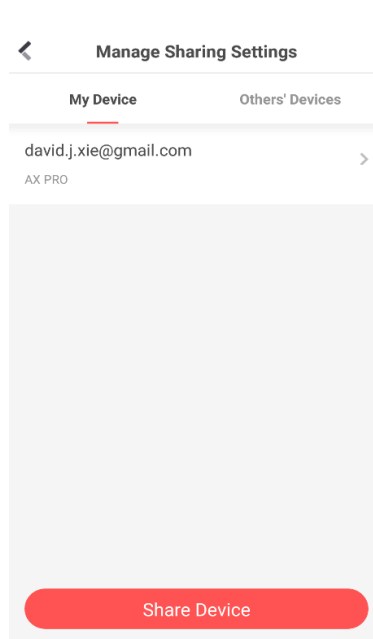 Manage Sharing Settings
My Device Others' Devices
david.j.xie@gmail.com
AX PRO
Share Device